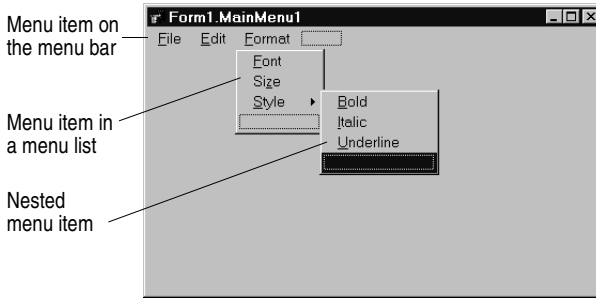 Form1.MainMenu1
Menu item on
the menu bar
File Edit Format
Font
Size
Style
Menu item in
a menu list
Bold
Italic
Underline
Nested
menu item